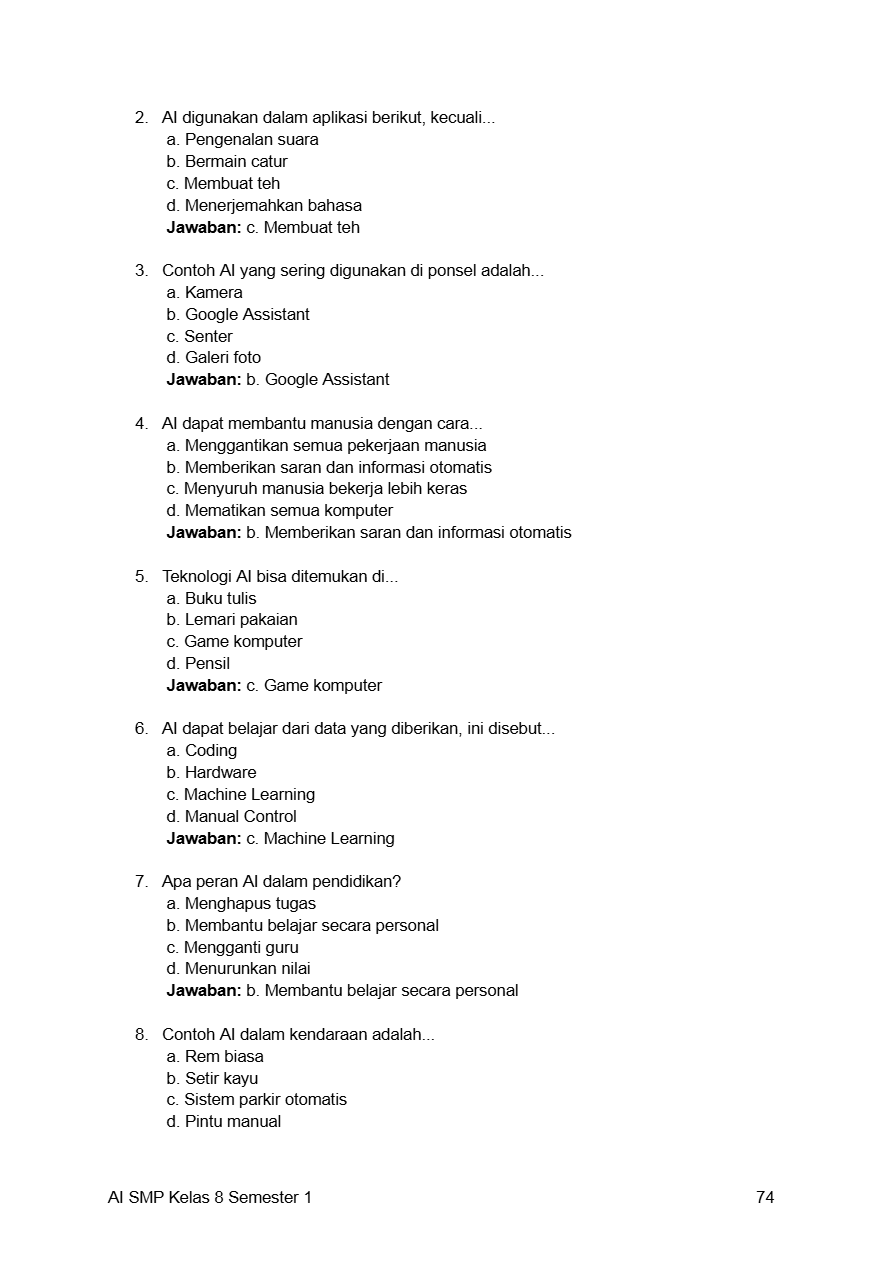 2. AI digunakan dalam aplikasi berikut, kecuali...
a. Pengenalan suara
b. Bermain catur
c. Membuat teh
d. Menerjemahkan bahasa
Jawaban: c. Membuat teh
3. Contoh AI yang sering digunakan di ponsel adalah...
a. Kamera
b. Google Assistant
c. Senter
d. Galeri foto
Jawaban: b. Google Assistant
4. AI dapat membantu manusia dengan cara...
a. Menggantikan semua pekerjaan manusia
b. Memberikan saran dan informasi otomatis
c. Menyuruh manusia bekerja lebih keras
d. Mematikan semua komputer
Jawaban: b. Memberikan saran dan informasi otomatis
5. Teknologi AI bisa ditemukan di...
a. Buku tulis
b. Lemari pakaian
c. Game komputer
d. Pensil
Jawaban: c. Game komputer
6. AI dapat belajar dari data yang diberikan, ini disebut...
a. Coding
b. Hardware
c. Machine Learning
d. Manual Control
Jawaban: c. Machine Learning
7. Apa peran AI dalam pendidikan?
a. Menghapus tugas
b. Membantu belajar secara personal
c. Mengganti guru
d. Menurunkan nilai
Jawaban: b. Membantu belajar secara personal
8. Contoh AI dalam kendaraan adalah...
a. Rem biasa
b. Setir kayu
c. Sistem parkir otomatis
d. Pintu manual
AI SMP Kelas 8 Semester 1 74